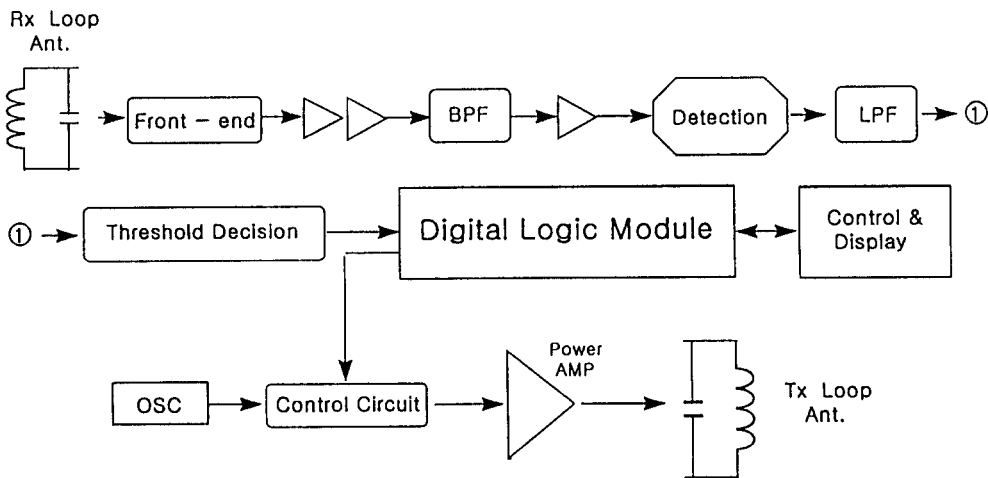 Rx Loop
Ant.
Front - end
BPF
Detection
LPF
①
①
Threshold Decision
Digital Logic Module
Control &
Display
Power
AMP
OSC
Control Circuit
Tx Loop
Ant.